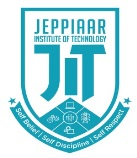 JEPPIAAR
INSTITUTE OF TECHNOLOGY
JIT
Self Belief | Self Discipline | Self Respect